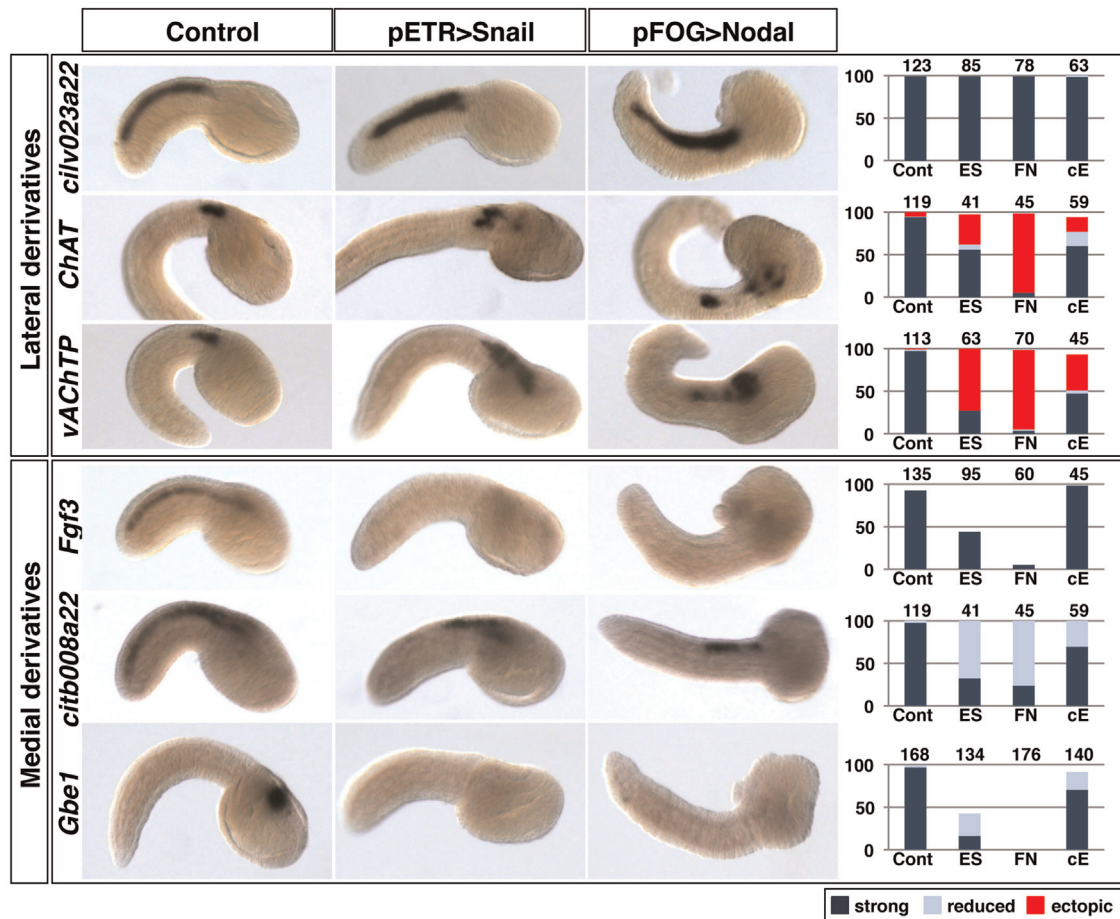 Control pETR>Snail pFOG>Nodal
Lateral derrivatives
cilv023a22
123 85 78 63
100
50
0
Cont ES FN cE
ChAT
119 41 45 59
100
50
0
Cont ES FN cE
vAChTP
113 63 70 45
100
50
0
Cont ES FN cE
Medial derivatives
Fgf3
135 95 60 45
100
50
0
Cont ES FN cE
citb008a22
119 41 45 59
100
50
0
Cont ES FN cE
Gbe1
168 134 176 140
100
50
0
Cont ES FN cE
strong reduced ectopic